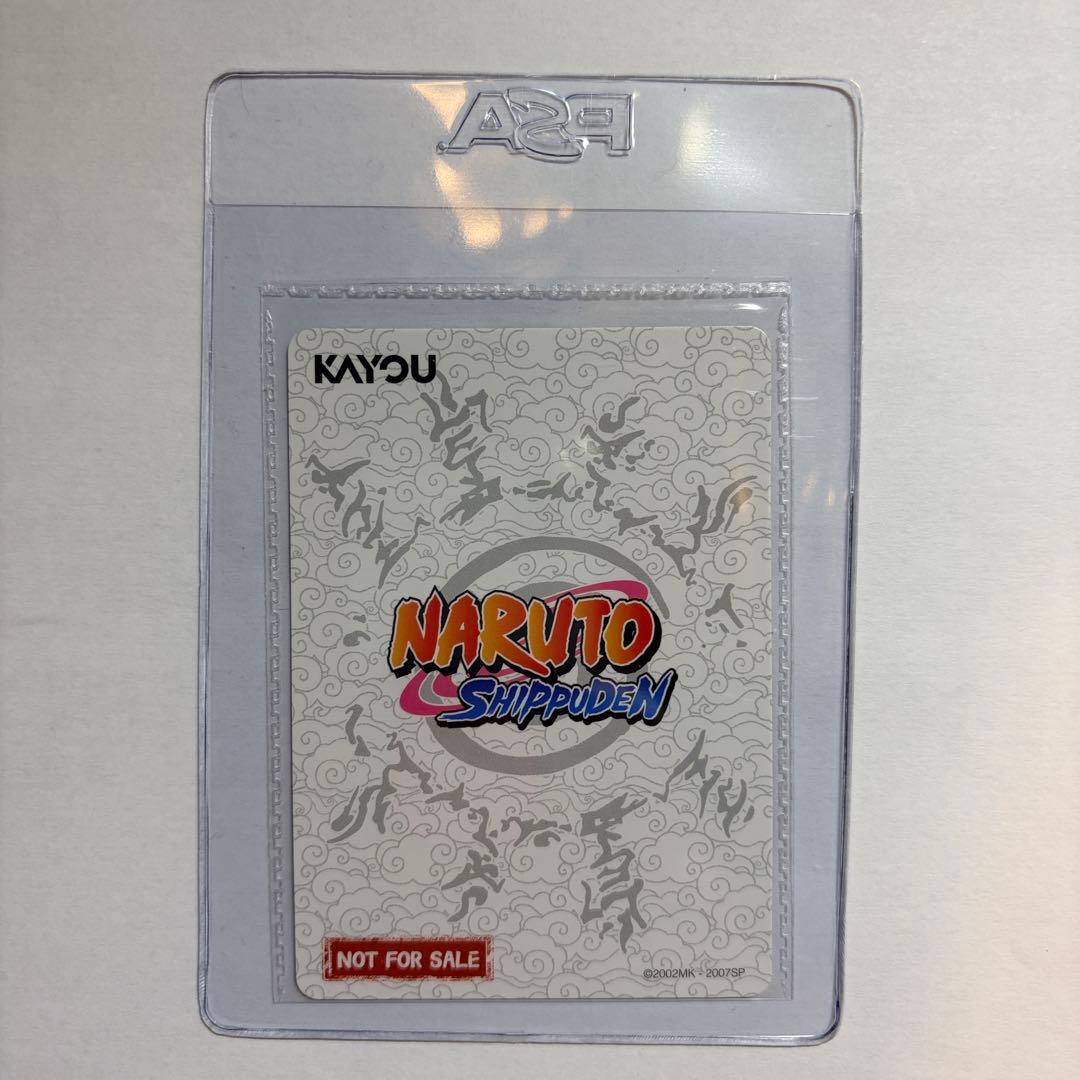 PSA
KAYOU
NARUTO
SHIPPUDEN
NOT FOR SALE
©2002MK - 2007SP